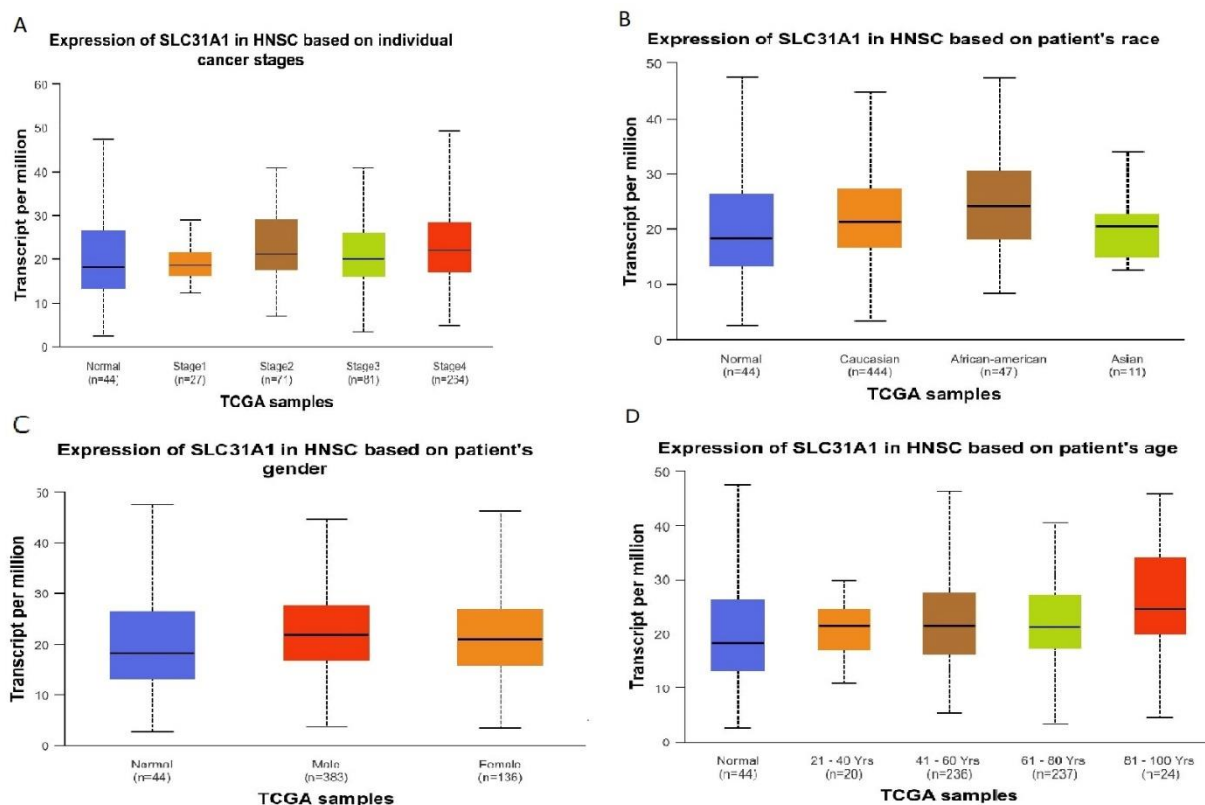 A
Expression of SLC31A1 in HNSC based on individual
cancer stages
Transcript per million
60
50
40
30
20
10
0
Normal Stage1 Stage2 Stage3 Stage4
(n=44) (n=27) (n=71) (n=81) (n=264)
TCGA samples
B
Expression of SLC31A1 in HNSC based on patient's race
Transcript per million
50
40
30
20
10
0
Normal Caucasian African-american Asian
(n=44) (n=444) (n=47) (n=11)
TCGA samples
C
Expression of SLC31A1 in HNSC based on patient's
gender
Transcript per million
50
40
30
20
10
0
Normal Male Female
(n=44) (n=383) (n=136)
TCGA samples
D
Expression of SLC31A1 in HNSC based on patient's age
Transcript per million
50
40
30
20
10
0
Normal 21 - 40 Yrs 41 - 60 Yrs 61 - 80 Yrs 81 - 100 Yrs
(n=44) (n=20) (n=236) (n=237) (n=24)
TCGA samples